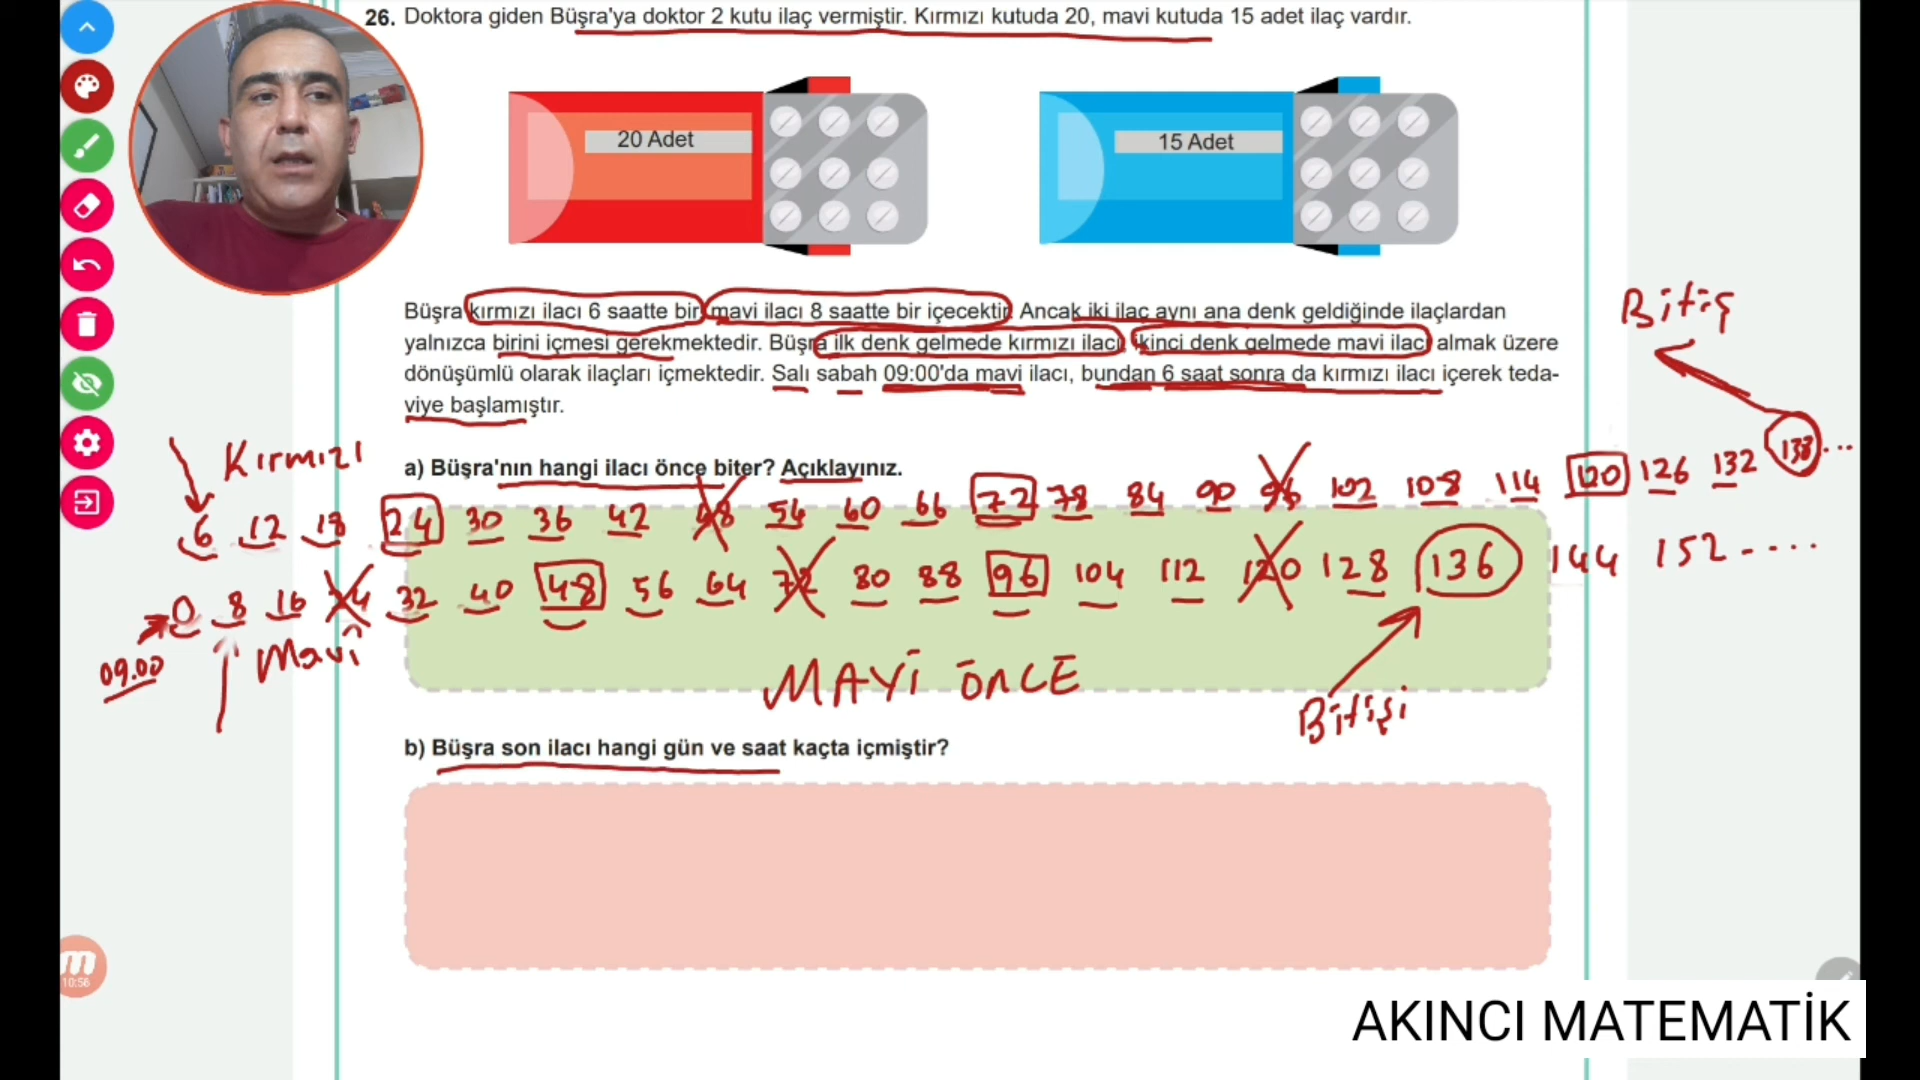 26. Doktora giden Büşra'ya doktor 2 kutu ilaç vermiştir. Kırmızı kutuda 20, mavi kutuda 15 adet ilaç vardır.
20 Adet
15 Adet
Büşra kırmızı ilacı 6 saatte bir, mavi ilacı 8 saatte bir içecektir. Ancak iki ilaç aynı ana denk geldiğinde ilaçlardan
yalnızca birini içmesi gerekmektedir. Büşra ilk denk gelmede kırmızı ilacı, ikinci denk gelmede mavi ilacı almak üzere
dönüşümlü olarak ilaçları içmektedir. Salı sabah 09:00'da mavi ilacı, bundan 6 saat sonra da kırmızı ilacı içerek teda-
viye başlamıştır.
Bitiş
a) Büşra'nın hangi ilacı önce biter? Açıklayınız.
Kırmızı
6 12 18 24 30 36 42 48 54 60 66 72 78 84 90 96 102 108 114 120 126 132 138 ...
0 8 16 24 32 40 48 56 64 72 80 88 96 104 112 120 128 136 144 152 ....
09.00
Mavi
MAVİ ÖNCE
Bitişi
b) Büşra son ilacı hangi gün ve saat kaçta içmiştir?
m
10:56
AKINCI MATEMATİK